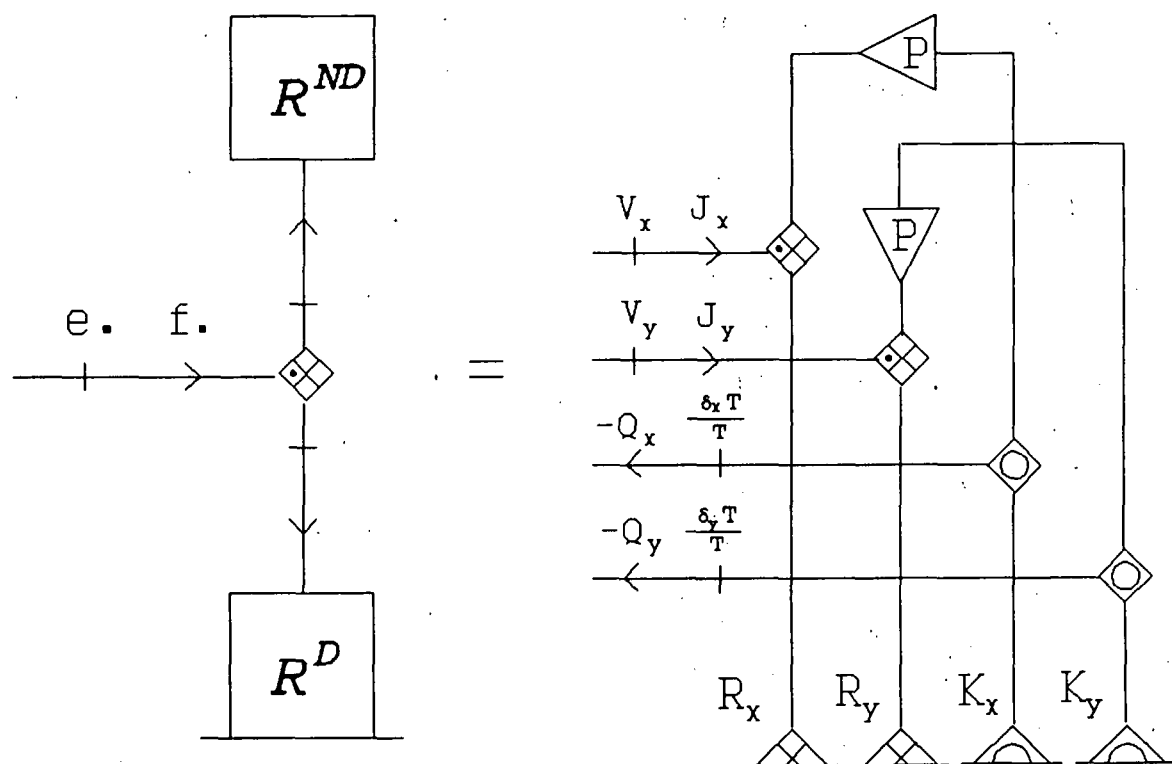 R^ND
P
P
V_x J_x
e. f.
=
V_y J_y
-Q_x -δ_x T/T
-Q_y -δ_y T/T
R^D
R_x R_y K_x K_y